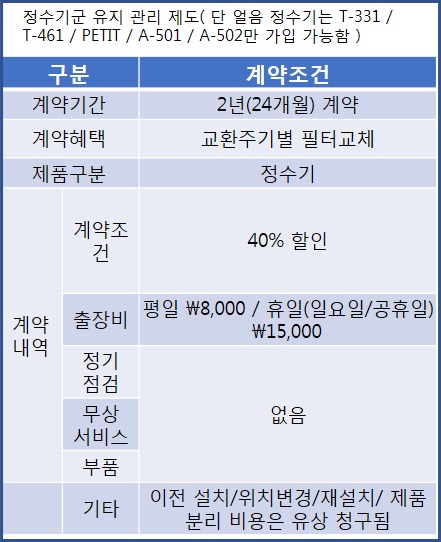 정수기군 유지 관리 제도( 단 얼음 정수기는 T-331 /
T-461 / PETIT / A-501 / A-502만 가입 가능함 )
구분 계약조건
계약기간 2년(24개월) 계약
계약혜택 교환주기별 필터교체
제품구분 정수기
계약
내역
계약조
건
40% 할인
출장비
평일 ₩8,000 / 휴일(일요일/공휴일)
₩15,000
정기
점검
무상
서비스
부품
없음
기타
이전 설치/위치변경/재설치/ 제품
분리 비용은 유상 청구됨